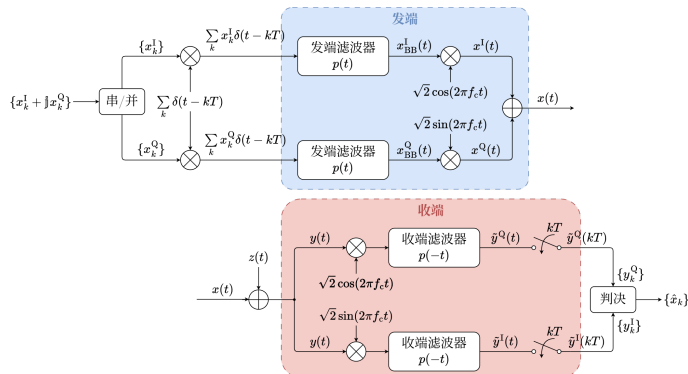 发端
{x_k^I}
∑_k x_k^I δ(t − kT)
发端滤波器
p(t)
x_BB^I(t)
x^I(t)
{x_k^I + 𝕁x_k^Q}
串/并
∑_k δ(t − kT)
√2 cos(2πf_c t)
x(t)
√2 sin(2πf_c t)
{x_k^Q}
∑_k x_k^Q δ(t − kT)
发端滤波器
p(t)
x_BB^Q(t)
x^Q(t)
收端
y(t)
收端滤波器
p(−t)
ỹ^Q(t)
kT
ỹ^Q(kT)
z(t)
√2 cos(2πf_c t)
{y_k^Q}
x(t)
判决
{x̂_k}
√2 sin(2πf_c t)
{y_k^I}
y(t)
收端滤波器
p(−t)
ỹ^I(t)
kT
ỹ^I(kT)